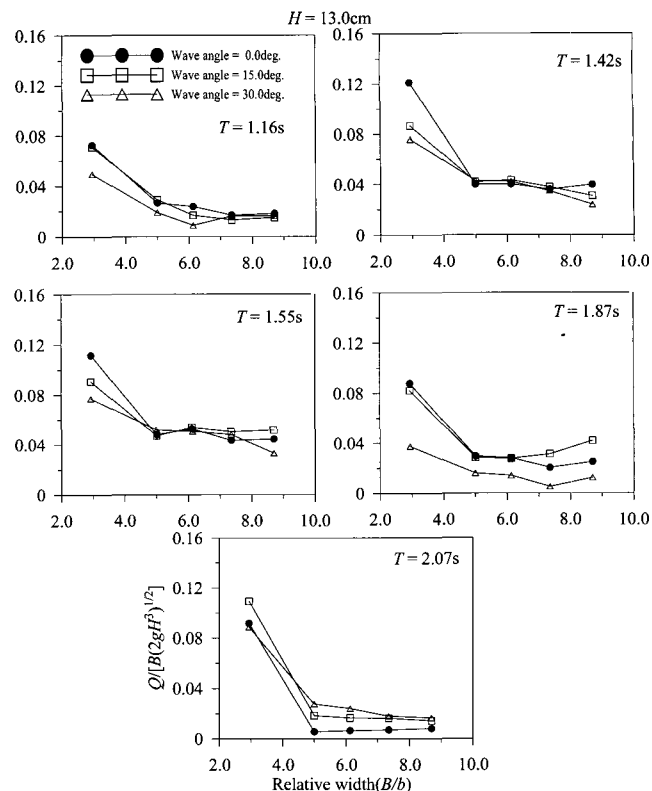 H = 13.0cm
0.16
0.12
0.08
0.04
0
2.0 4.0 6.0 8.0 10.0
Wave angle = 0.0deg.
Wave angle = 15.0deg.
Wave angle = 30.0deg.
T = 1.16s
0.16
0.12
0.08
0.04
0
2.0 4.0 6.0 8.0 10.0
T = 1.42s
0.16
0.12
0.08
0.04
0
2.0 4.0 6.0 8.0 10.0
T = 1.55s
0.16
0.12
0.08
0.04
0
2.0 4.0 6.0 8.0 10.0
T = 1.87s
0.16
0.12
0.08
0.04
0
2.0 4.0 6.0 8.0 10.0
T = 2.07s
Q/[B(2gH³)^1/2]
Relative width(B/b)